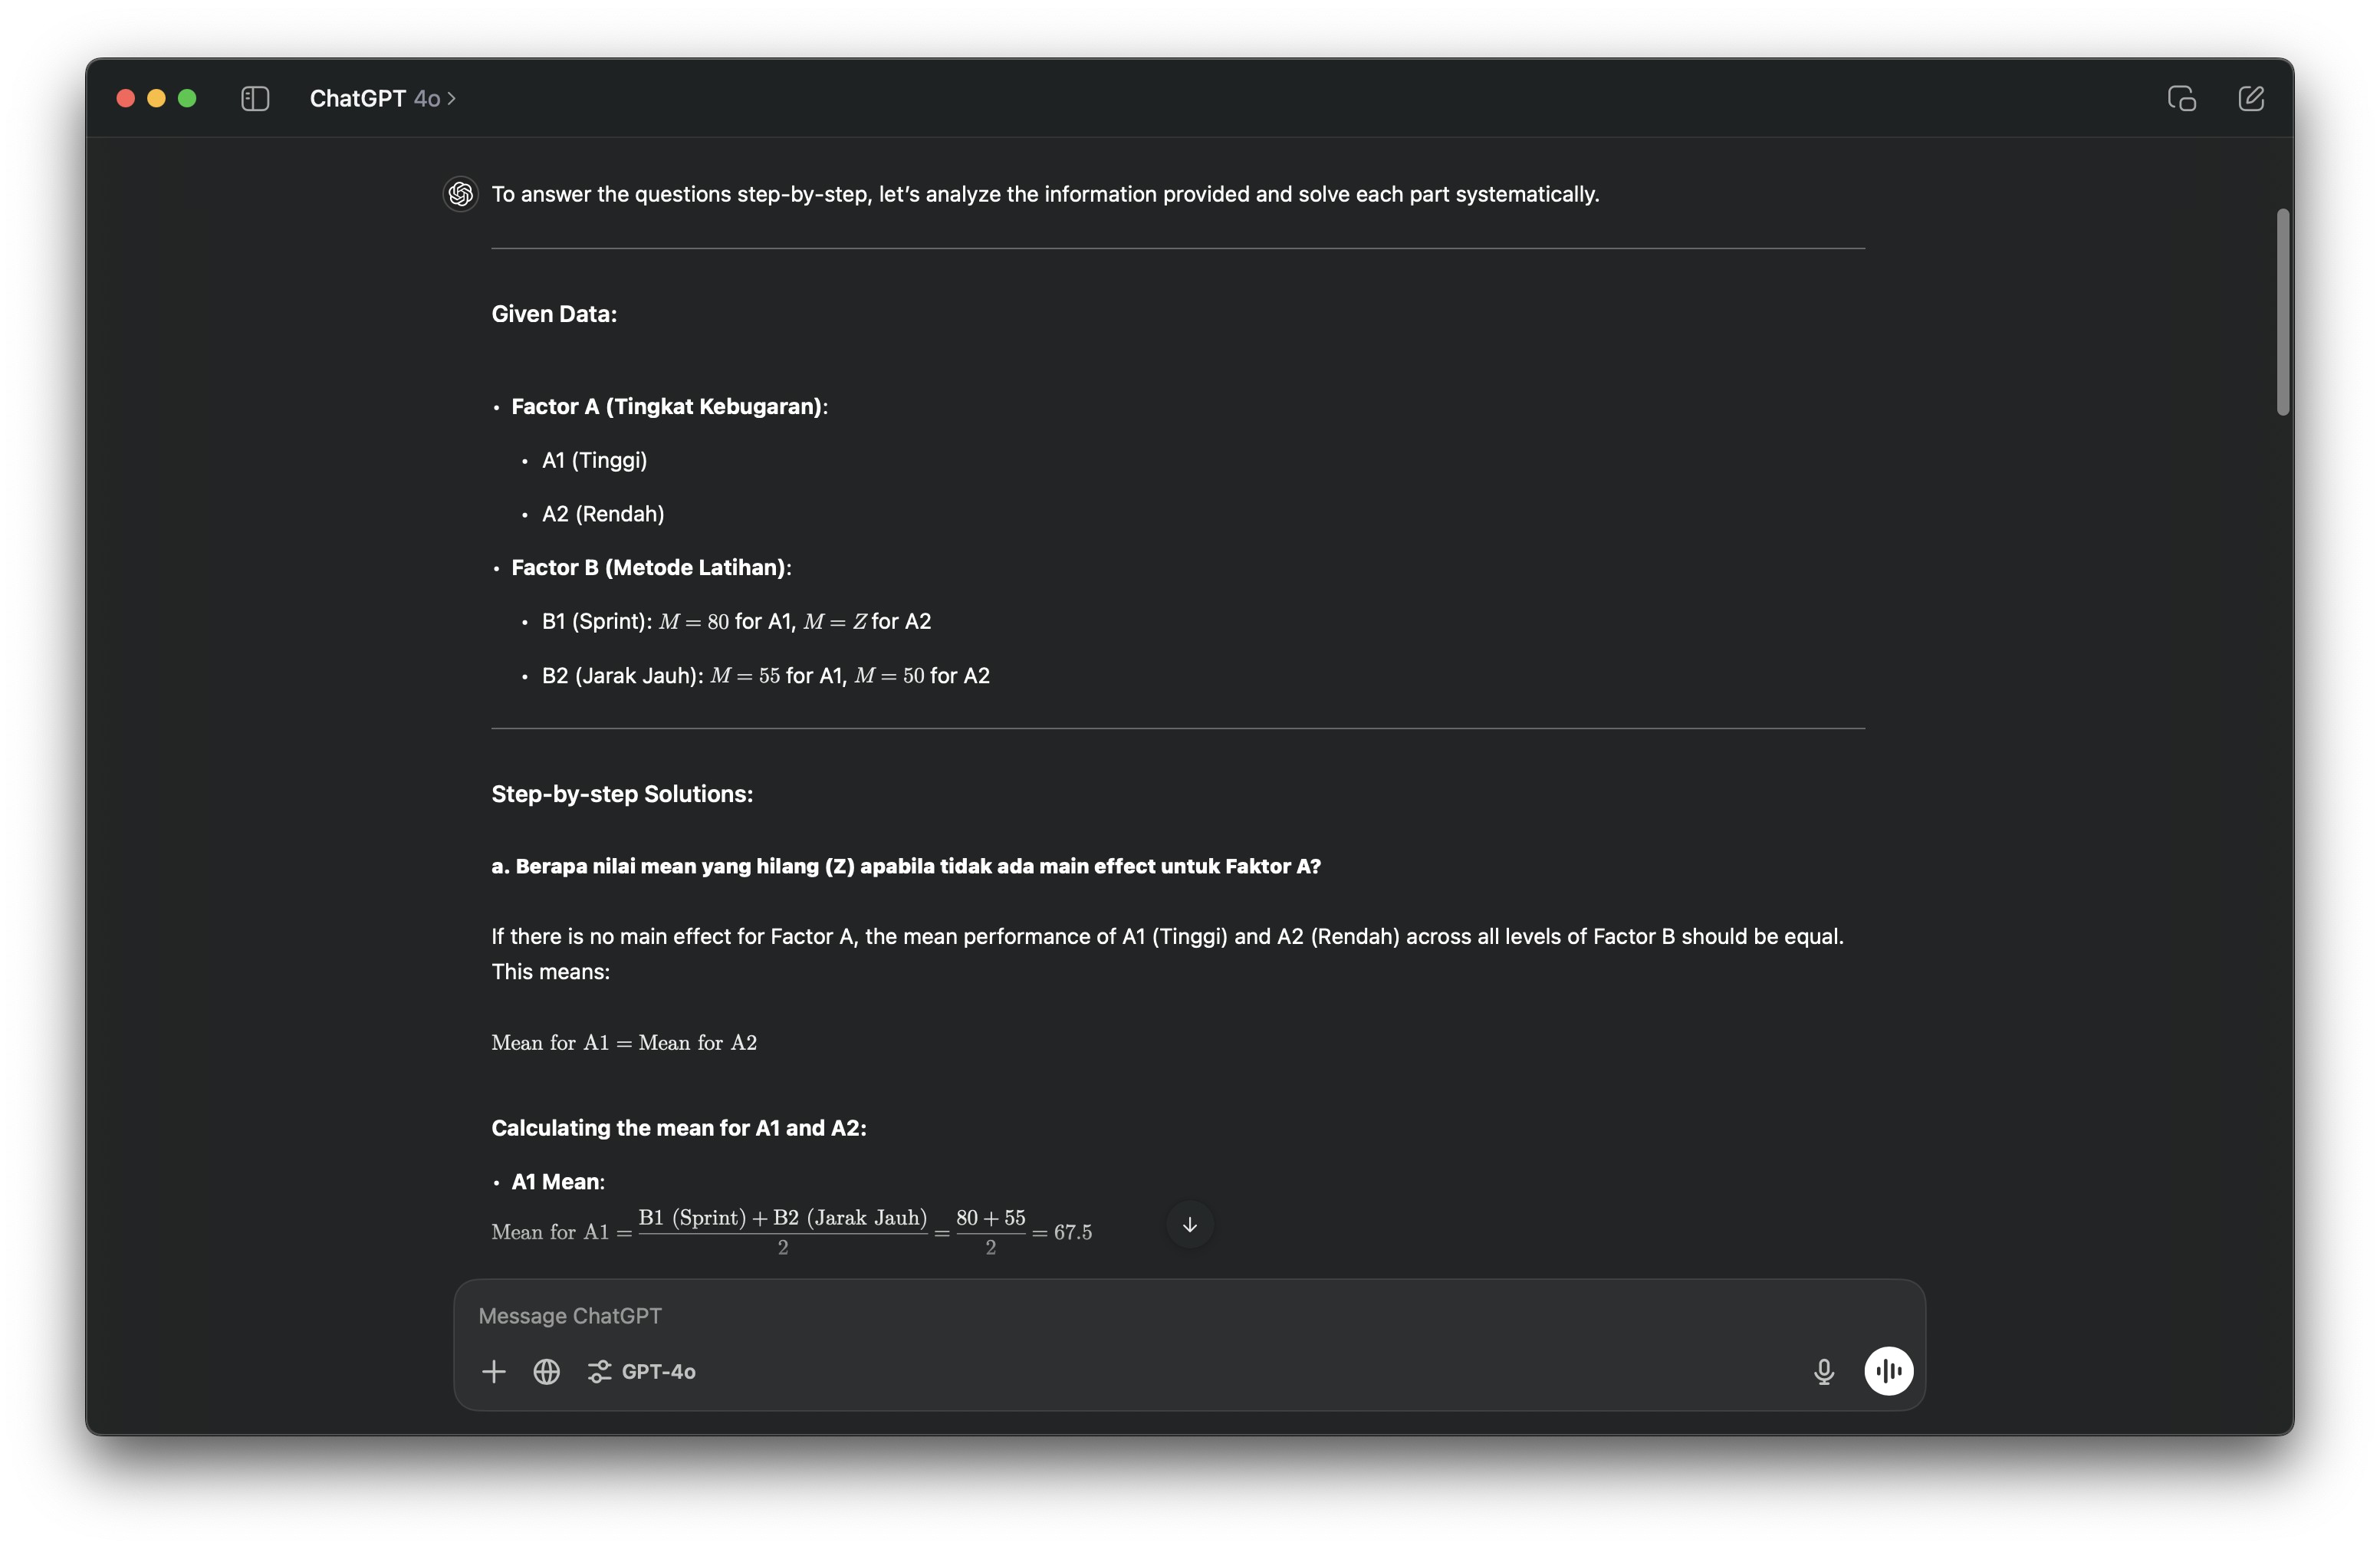 ChatGPT 4o >
To answer the questions step-by-step, let’s analyze the information provided and solve each part systematically.
Given Data:
• Factor A (Tingkat Kebugaran):
• A1 (Tinggi)
• A2 (Rendah)
• Factor B (Metode Latihan):
• B1 (Sprint): M = 80 for A1, M = Z for A2
• B2 (Jarak Jauh): M = 55 for A1, M = 50 for A2
Step-by-step Solutions:
a. Berapa nilai mean yang hilang (Z) apabila tidak ada main effect untuk Faktor A?
If there is no main effect for Factor A, the mean performance of A1 (Tinggi) and A2 (Rendah) across all levels of Factor B should be equal.
This means:
Mean for A1 = Mean for A2
Calculating the mean for A1 and A2:
• A1 Mean:
Mean for A1 = \frac{B1 (Sprint) + B2 (Jarak Jauh)}{2} = \frac{80 + 55}{2} = 67.5
Message ChatGPT
GPT-4o